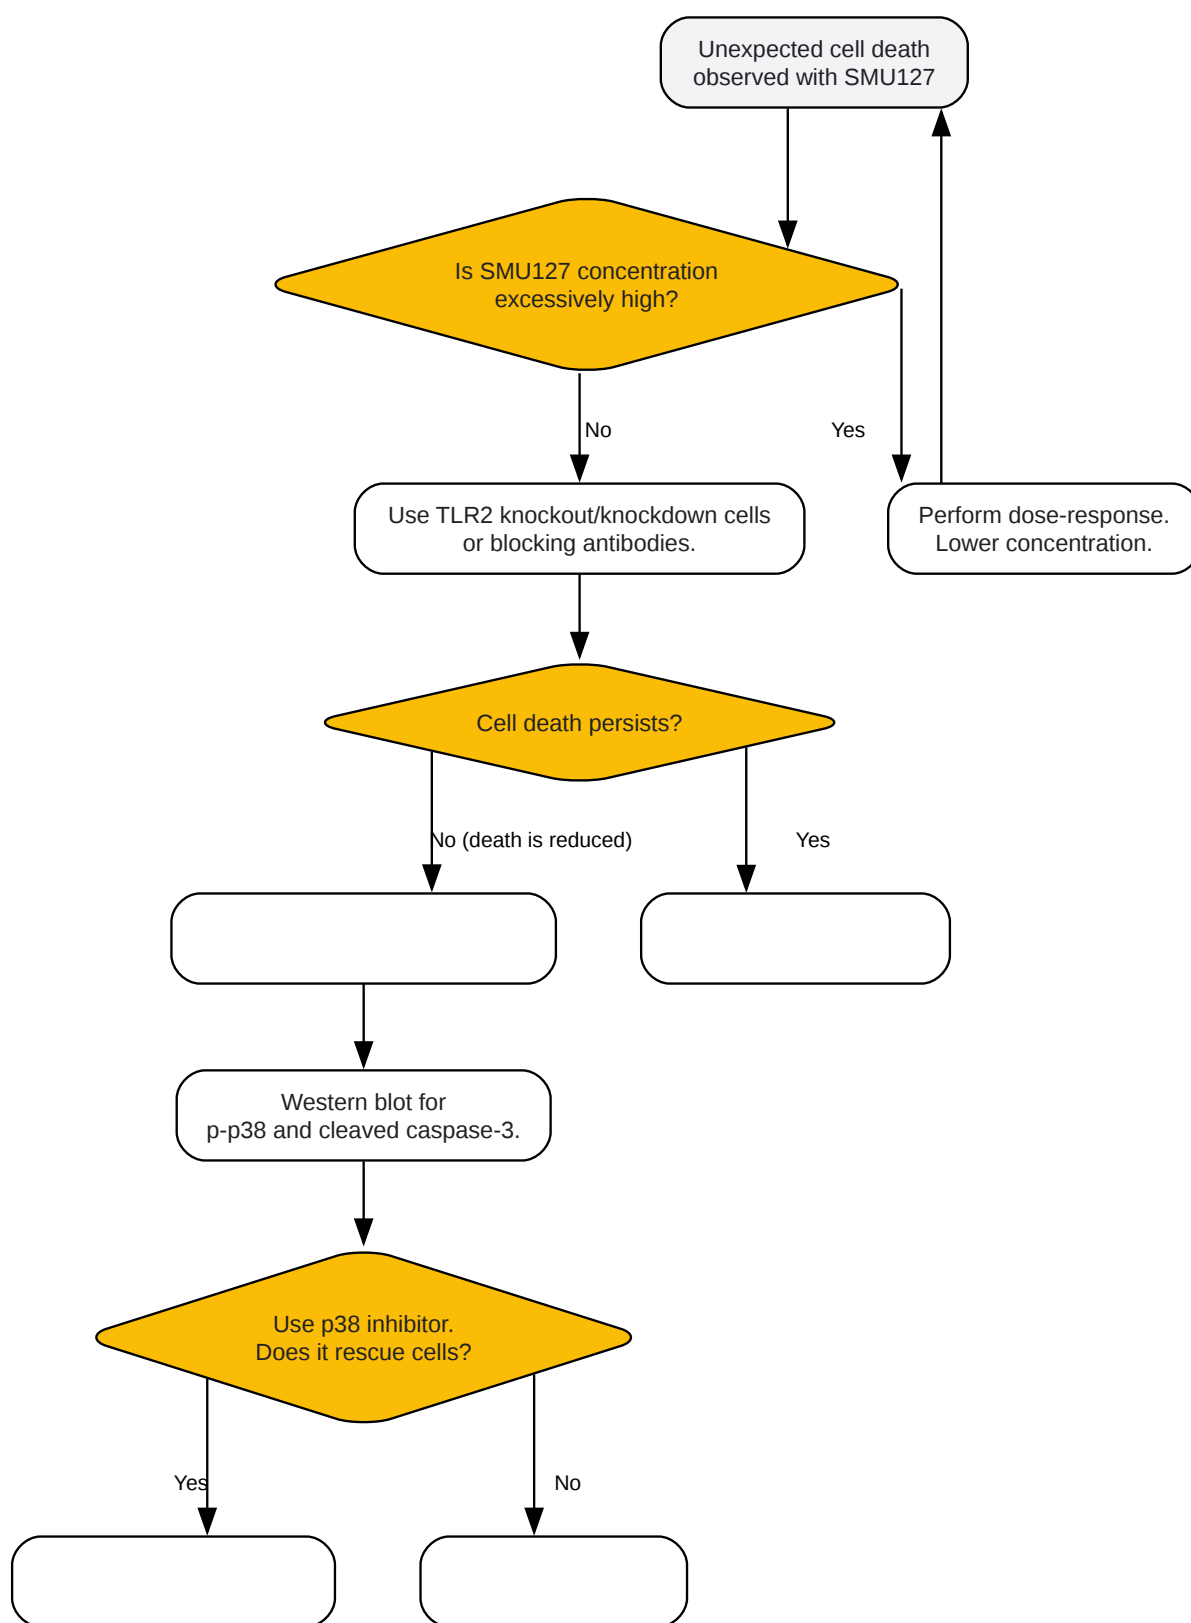 Unexpected cell death
observed with SMU127
Is SMU127 concentration
excessively high?
No
Yes
Use TLR2 knockout/knockdown cells
or blocking antibodies.
Perform dose-response.
Lower concentration.
Cell death persists?
No (death is reduced)
Yes
Western blot for
p-p38 and cleaved caspase-3.
Use p38 inhibitor.
Does it rescue cells?
Yes
No